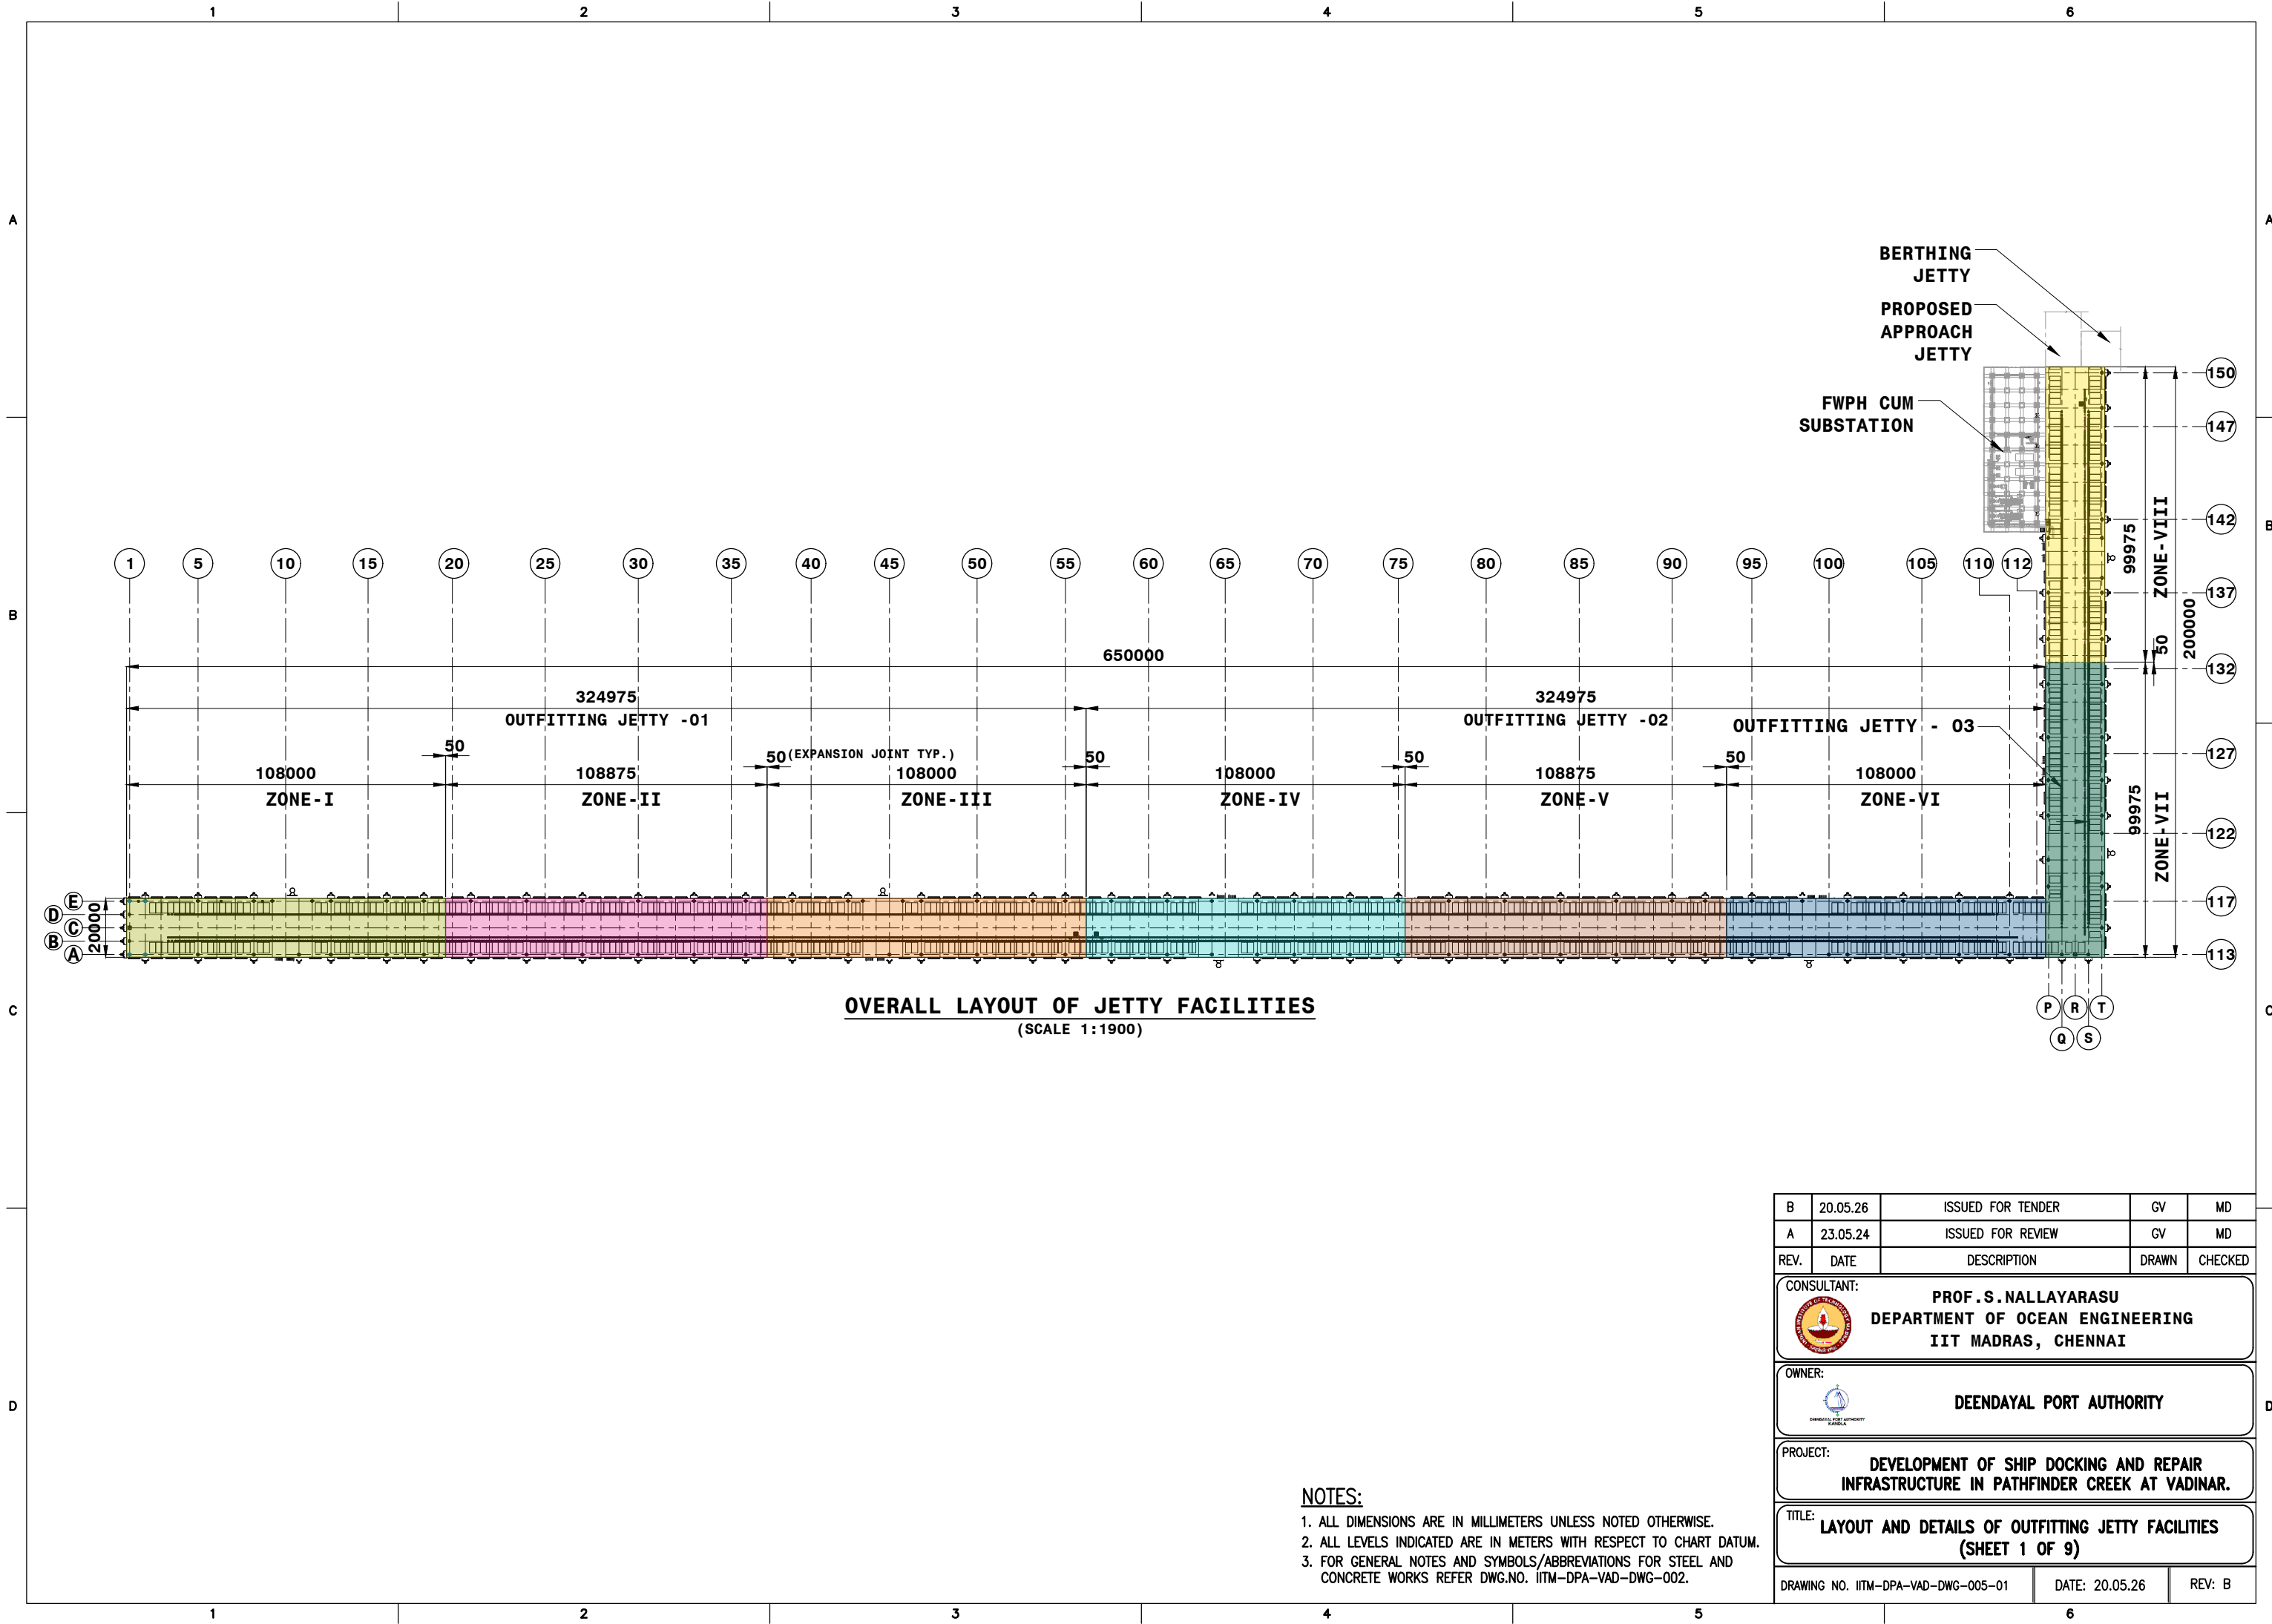 1 2 3 4 5 6
A A
BERTHING
JETTY
PROPOSED
APPROACH
JETTY
FWPH CUM
SUBSTATION
150
147
142
137
132
127
122
117
113
99975
ZONE-VIII
50
200000
99975
ZONE-VII
B B
1 5 10 15 20 25 30 35 40 45 50 55 60 65 70 75 80 85 90 95 100 105 110 112
B
650000
324975 324975
OUTFITTING JETTY -01 OUTFITTING JETTY -02
OUTFITTING JETTY - 03
50 50 (EXPANSION JOINT TYP.) 50 50 50
108000 108875 108000 108000 108875 108000
ZONE-I ZONE-II ZONE-III ZONE-IV ZONE-V ZONE-VI
E
D
C
B
A
20000
P R T
Q S
C C
OVERALL LAYOUT OF JETTY FACILITIES
(SCALE 1:1900)
D D
NOTES:
1. ALL DIMENSIONS ARE IN MILLIMETERS UNLESS NOTED OTHERWISE.
2. ALL LEVELS INDICATED ARE IN METERS WITH RESPECT TO CHART DATUM.
3. FOR GENERAL NOTES AND SYMBOLS/ABBREVIATIONS FOR STEEL AND
CONCRETE WORKS REFER DWG.NO. IITM-DPA-VAD-DWG-002.
B 20.05.26 ISSUED FOR TENDER GV MD
A 23.05.24 ISSUED FOR REVIEW GV MD
REV. DATE DESCRIPTION DRAWN CHECKED
CONSULTANT:
PROF.S.NALLAYARASU
DEPARTMENT OF OCEAN ENGINEERING
IIT MADRAS, CHENNAI
OWNER:
DEENDAYAL PORT AUTHORITY
KANDLA
DEENDAYAL PORT AUTHORITY
PROJECT:
DEVELOPMENT OF SHIP DOCKING AND REPAIR
INFRASTRUCTURE IN PATHFINDER CREEK AT VADINAR.
TITLE:
LAYOUT AND DETAILS OF OUTFITTING JETTY FACILITIES
(SHEET 1 OF 9)
DRAWING NO. IITM-DPA-VAD-DWG-005-01 DATE: 20.05.26 REV: B
1 2 3 4 5 6